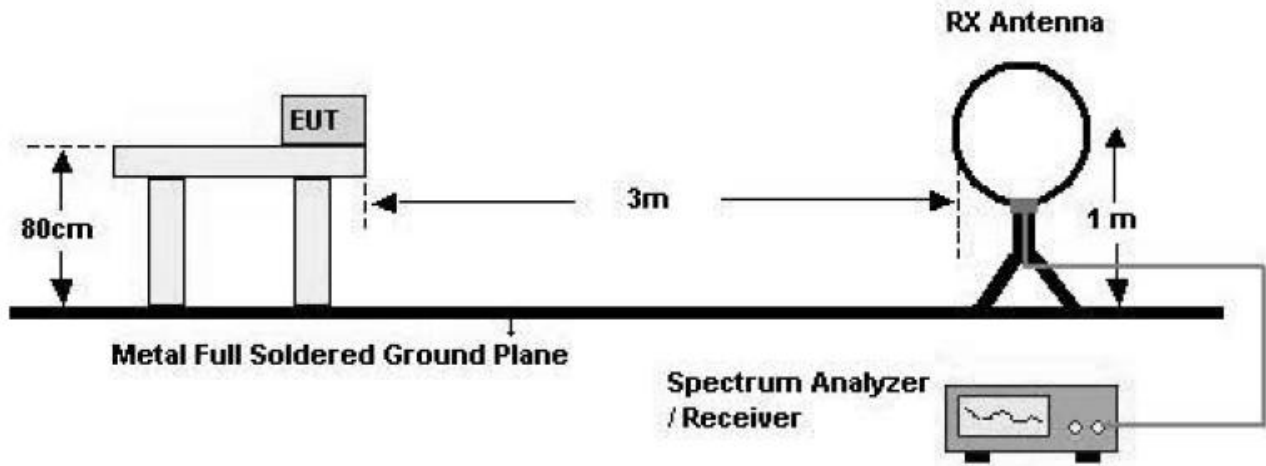 RX Antenna
EUT
80cm
3m
1 m
Metal Full Soldered Ground Plane
Spectrum Analyzer
/ Receiver